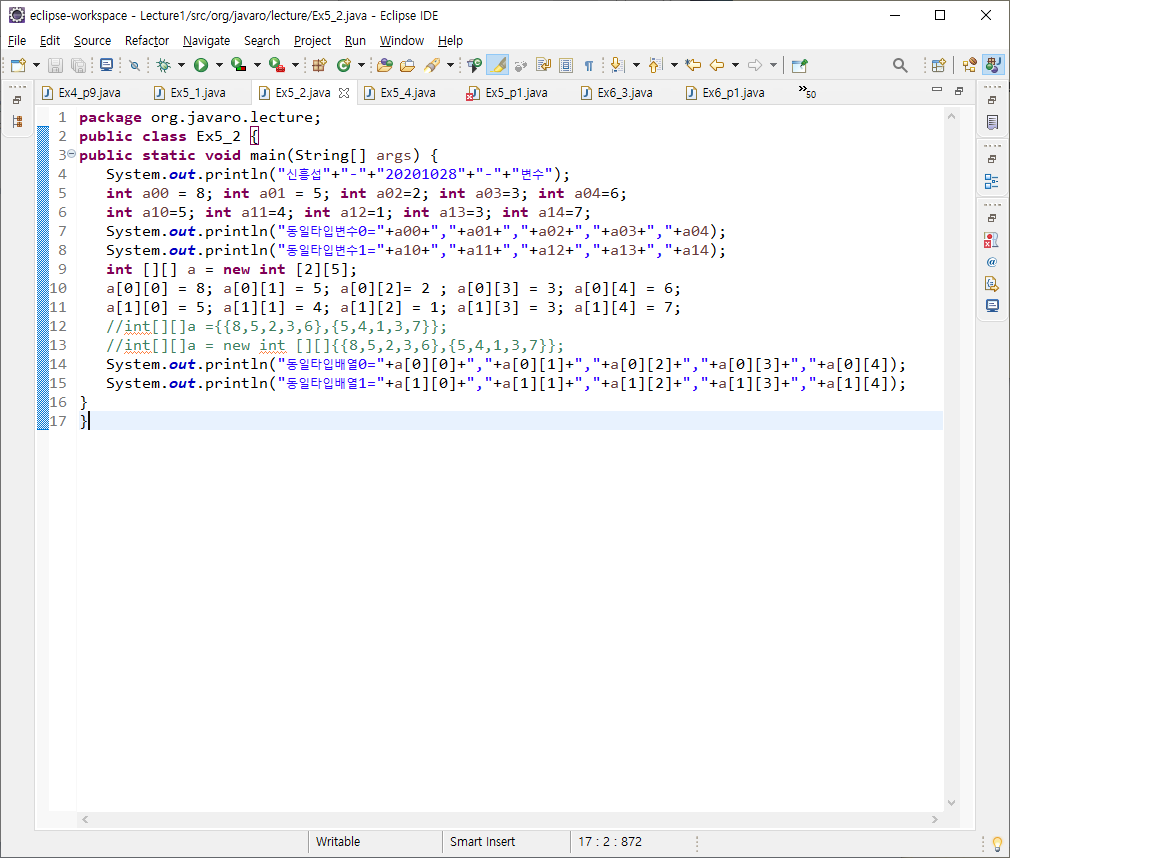 eclipse-workspace - Lecture1/src/org/javaro/lecture/Ex5_2.java - Eclipse IDE
File Edit Source Refactor Navigate Search Project Run Window Help
Ex4_p9.java Ex5_1.java Ex5_2.java Ex5_4.java Ex5_p1.java Ex6_3.java Ex6_p1.java »50
1 package org.javaro.lecture;
2 public class Ex5_2 {
3 public static void main(String[] args) {
4 System.out.println("신흥섭"+"-"+"20201028"+"-"+"변수");
5 int a00 = 8; int a01 = 5; int a02=2; int a03=3; int a04=6;
6 int a10=5; int a11=4; int a12=1; int a13=3; int a14=7;
7 System.out.println("동일타입변수0="+a00+","+a01+","+a02+","+a03+","+a04);
8 System.out.println("동일타입변수1="+a10+","+a11+","+a12+","+a13+","+a14);
9 int [][] a = new int [2][5];
10 a[0][0] = 8; a[0][1] = 5; a[0][2]= 2 ; a[0][3] = 3; a[0][4] = 6;
11 a[1][0] = 5; a[1][1] = 4; a[1][2] = 1; a[1][3] = 3; a[1][4] = 7;
12 //int[][]a ={{8,5,2,3,6},{5,4,1,3,7}};
13 //int[][]a = new int [][]{{8,5,2,3,6},{5,4,1,3,7}};
14 System.out.println("동일타입배열0="+a[0][0]+","+a[0][1]+","+a[0][2]+","+a[0][3]+","+a[0][4]);
15 System.out.println("동일타입배열1="+a[1][0]+","+a[1][1]+","+a[1][2]+","+a[1][3]+","+a[1][4]);
16 }
17 }
Writable Smart Insert 17 : 2 : 872